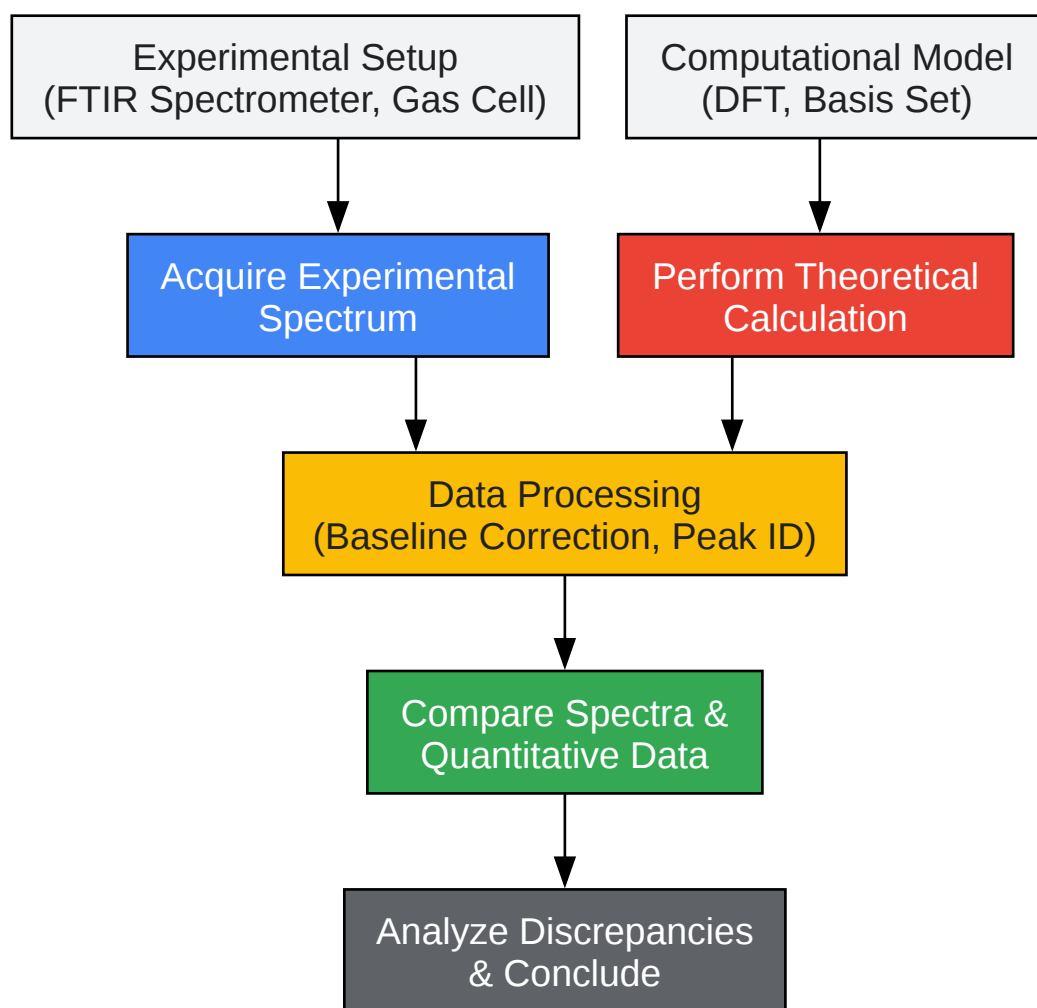 Experimental Setup
(FTIR Spectrometer, Gas Cell)
Computational Model
(DFT, Basis Set)
Acquire Experimental
Spectrum
Perform Theoretical
Calculation
Data Processing
(Baseline Correction, Peak ID)
Compare Spectra &
Quantitative Data
Analyze Discrepancies
& Conclude